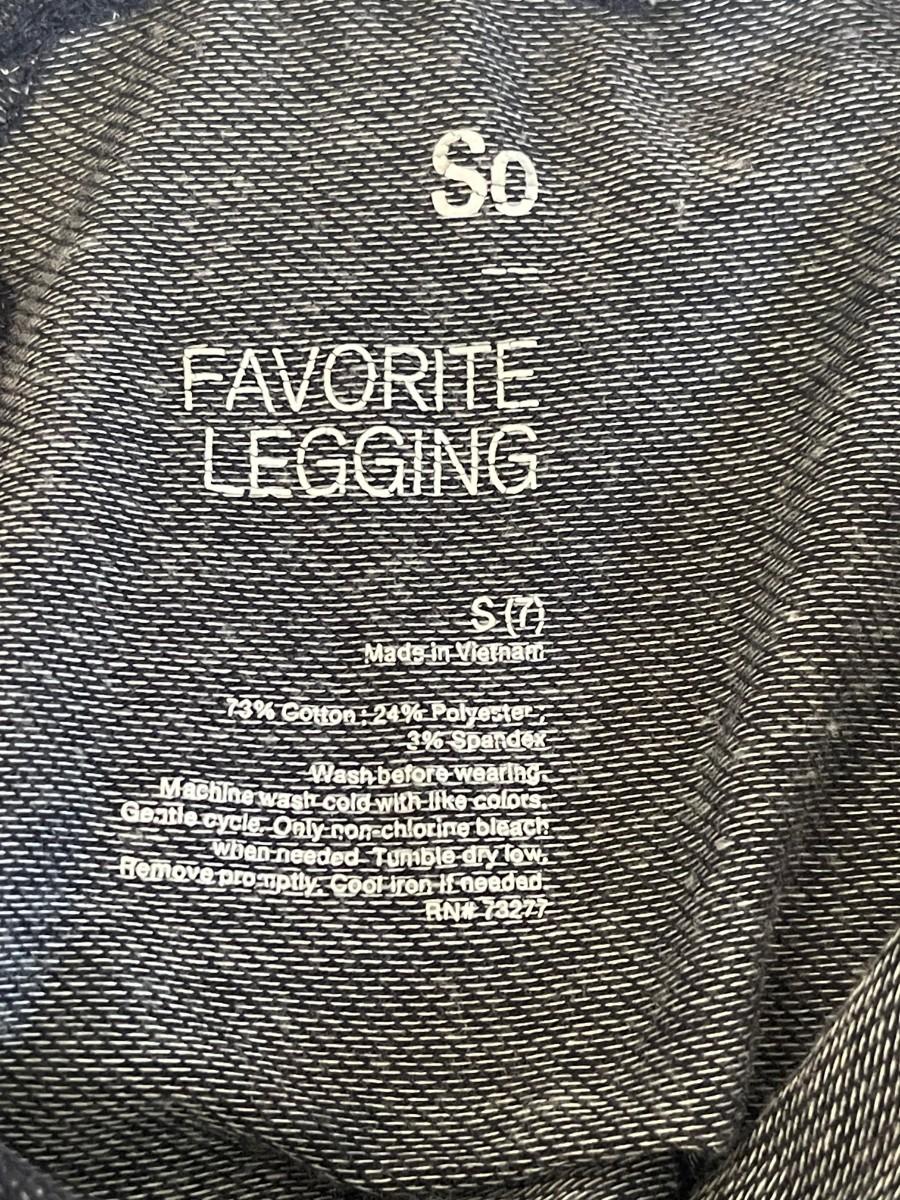 So
FAVORITE
LEGGING
S (7)
Made in Vietnam
73% Cotton ; 24% Polyester ;
3% Spandex
Wash before wearing.
Machine wash cold with like colors.
Gentle cycle. Only non-chlorine bleach
when needed. Tumble dry low.
Remove promptly. Cool iron if needed.
RN# 73277